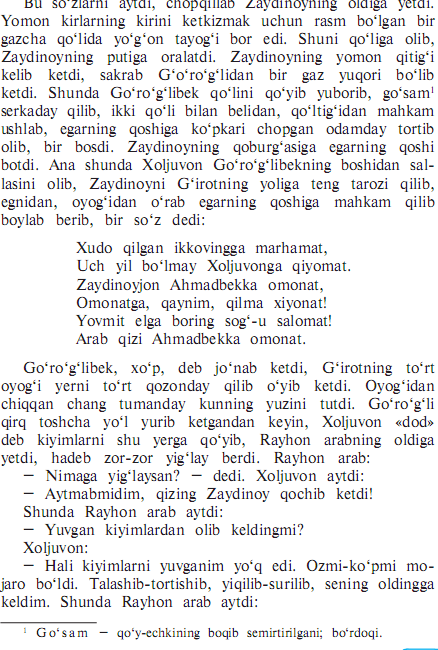 Bu so‘zlarni aytdi, chopqillab Zaydinoyning oldiga yetdi.
Yomon kirlarning kirini ketkizmak uchun rasm bo‘lgan bir
gazcha qo‘lida yo‘g‘on tayog‘i bor edi. Shuni qo‘liga olib,
Zaydinoyning putiga oralatdi. Zaydinoyning yomon qitig‘i
kelib ketdi, sakrab G‘o‘ro‘g‘lidan bir gaz yuqori bo‘lib
ketdi. Shunda Go‘ro‘g‘libek qo‘lini qo‘yib yuborib, go‘sam¹
serkaday qilib, ikki qo‘li bilan belidan, qo‘ltig‘idan mahkam
ushlab, egarning qoshiga ko‘pkari chopgan odamday tortib
olib, bir bosdi. Zaydinoyning qoburg‘asiga egarning qoshi
botdi. Ana shunda Xoljuvon Go‘ro‘g‘libekning boshidan sal-
lasini olib, Zaydinoyni G‘irotning yoliga teng tarozi qilib,
egnidan, oyog‘idan o‘rab egarning qoshiga mahkam qilib
boylab berib, bir so‘z dedi:
Xudo qilgan ikkovingga marhamat,
Uch yil bo‘lmay Xoljuvonga qiyomat.
Zaydinoyjon Ahmadbekka omonat,
Omonatga, qaynim, qilma xiyonat!
Yovmit elga boring sog‘-u salomat!
Arab qizi Ahmadbekka omonat.
Go‘ro‘g‘libek, xo‘p, deb jo‘nab ketdi, G‘irotning to‘rt
oyog‘i yerni to‘rt qozonday qilib o‘yib ketdi. Oyog‘idan
chiqqan chang tumanday kunning yuzini tutdi. Go‘ro‘g‘li
qirq toshcha yo‘l yurib ketgandan keyin, Xoljuvon «dod»
deb kiyimlarni shu yerga qo‘yib, Rayhon arabning oldiga
yetdi, hadeb zor-zor yig‘lay berdi. Rayhon arab:
– Nimaga yig‘laysan? – dedi. Xoljuvon aytdi:
– Aytmabmidim, qizing Zaydinoy qochib ketdi!
Shunda Rayhon arab aytdi:
– Yuvgan kiyimlardan olib keldingmi?
Xoljuvon:
– Hali kiyimlarni yuvganim yo‘q edi. Ozmi-ko‘pmi mo-
jaro bo‘ldi. Talashib-tortishib, yiqilib-surilib, sening oldingga
keldim. Shunda Rayhon arab aytdi:
¹ Go‘sam – qo‘y-echkining boqib semirtirilgani; bo‘rdoqi.